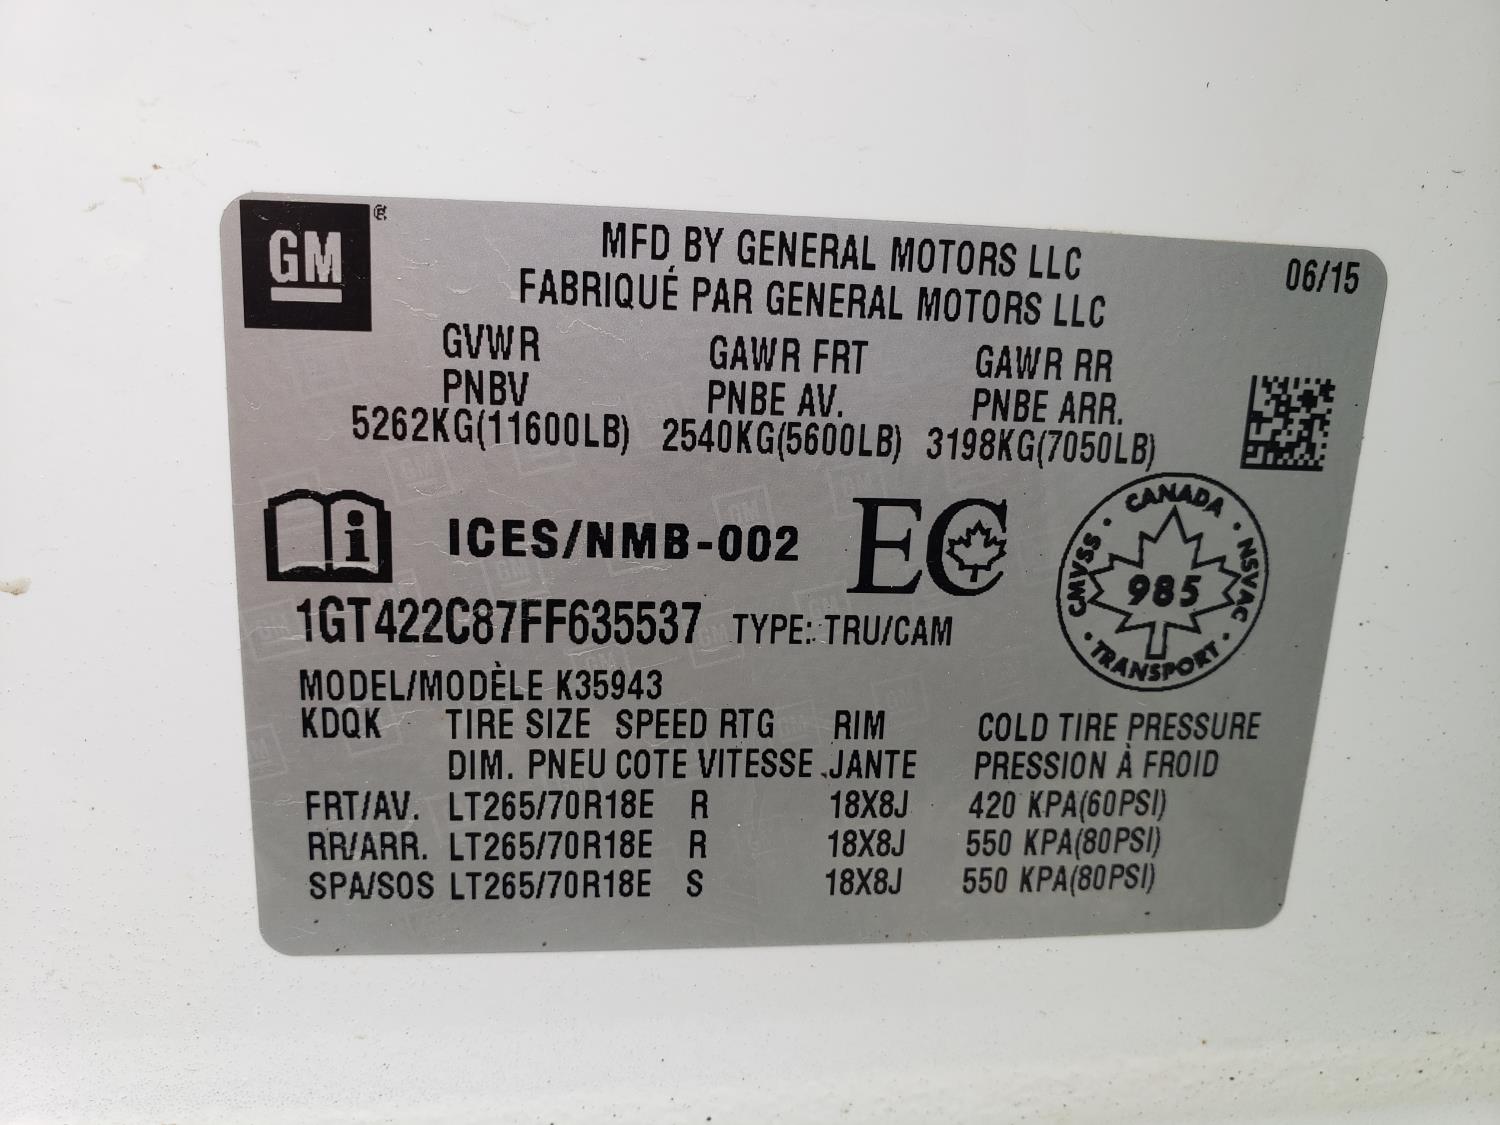 GM ®
MFD BY GENERAL MOTORS LLC
FABRIQUÉ PAR GENERAL MOTORS LLC
06/15
GVWR GAWR FRT GAWR RR
PNBV PNBE AV. PNBE ARR.
5262KG(11600LB) 2540KG(5600LB) 3198KG(7050LB)
i ICES/NMB-002 EC
CANADA · NSVAC · TRANSPORT · CMVSS ·
985
1GT422C87FF635537 TYPE: TRU/CAM
MODEL/MODÈLE K35943
KDQK TIRE SIZE SPEED RTG RIM COLD TIRE PRESSURE
DIM. PNEU COTE VITESSE JANTE PRESSION À FROID
FRT/AV. LT265/70R18E R 18X8J 420 KPA(60PSI)
RR/ARR. LT265/70R18E R 18X8J 550 KPA(80PSI)
SPA/SOS LT265/70R18E S 18X8J 550 KPA(80PSI)